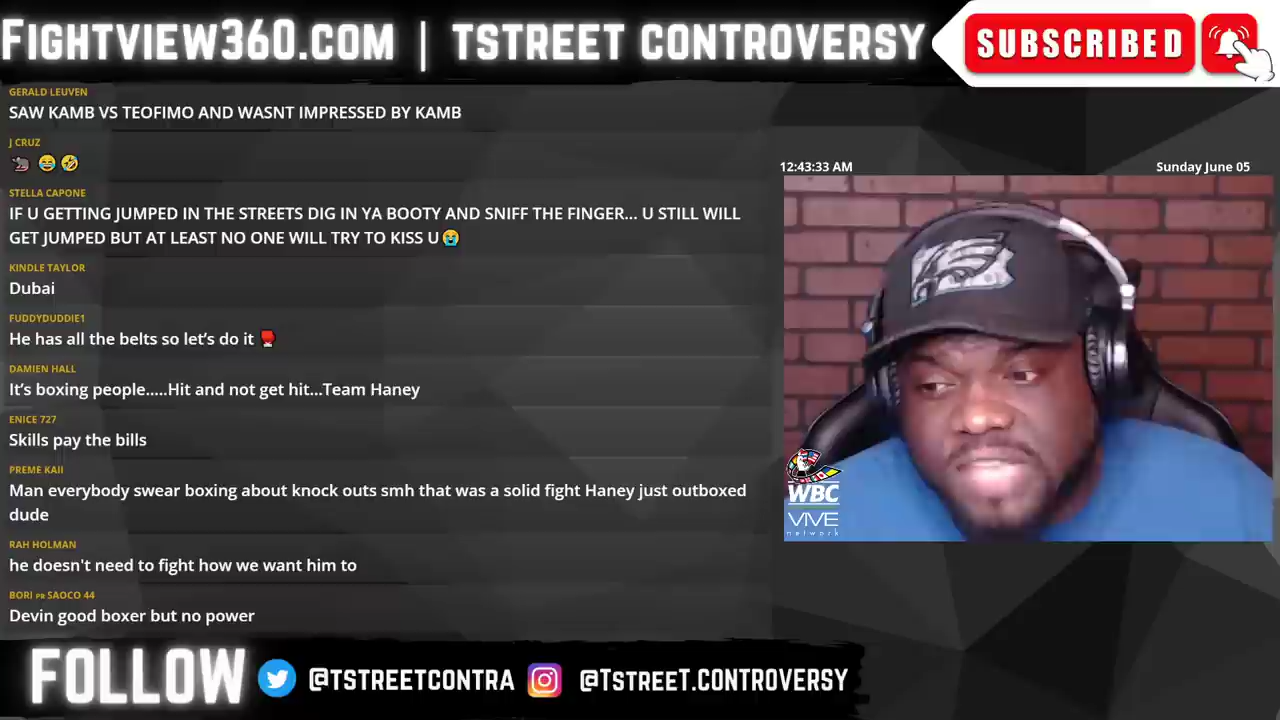 FIGHTVIEW360.COM | TSTREET CONTROVERSY
SUBSCRIBED
GERALD LEUVEN
SAW KAMB VS TEOFIMO AND WASNT IMPRESSED BY KAMB
J CRUZ
🐀 😂 🤣
STELLA CAPONE
IF U GETTING JUMPED IN THE STREETS DIG IN YA BOOTY AND SNIFF THE FINGER... U STILL WILL
GET JUMPED BUT AT LEAST NO ONE WILL TRY TO KISS U😭
KINDLE TAYLOR
Dubai
FUDDYDUDDIE1
He has all the belts so let's do it 🥊
DAMIEN HALL
It's boxing people.....Hit and not get hit...Team Haney
ENICE 727
Skills pay the bills
PREME KAII
Man everybody swear boxing about knock outs smh that was a solid fight Haney just outboxed
dude
RAH HOLMAN
he doesn't need to fight how we want him to
BORI PR SAOCO 44
Devin good boxer but no power
12:43:33 AM
Sunday June 05
WBC
VIVE
network
FOLLOW @TSTREETCONTRA @TSTREET.CONTROVERSY